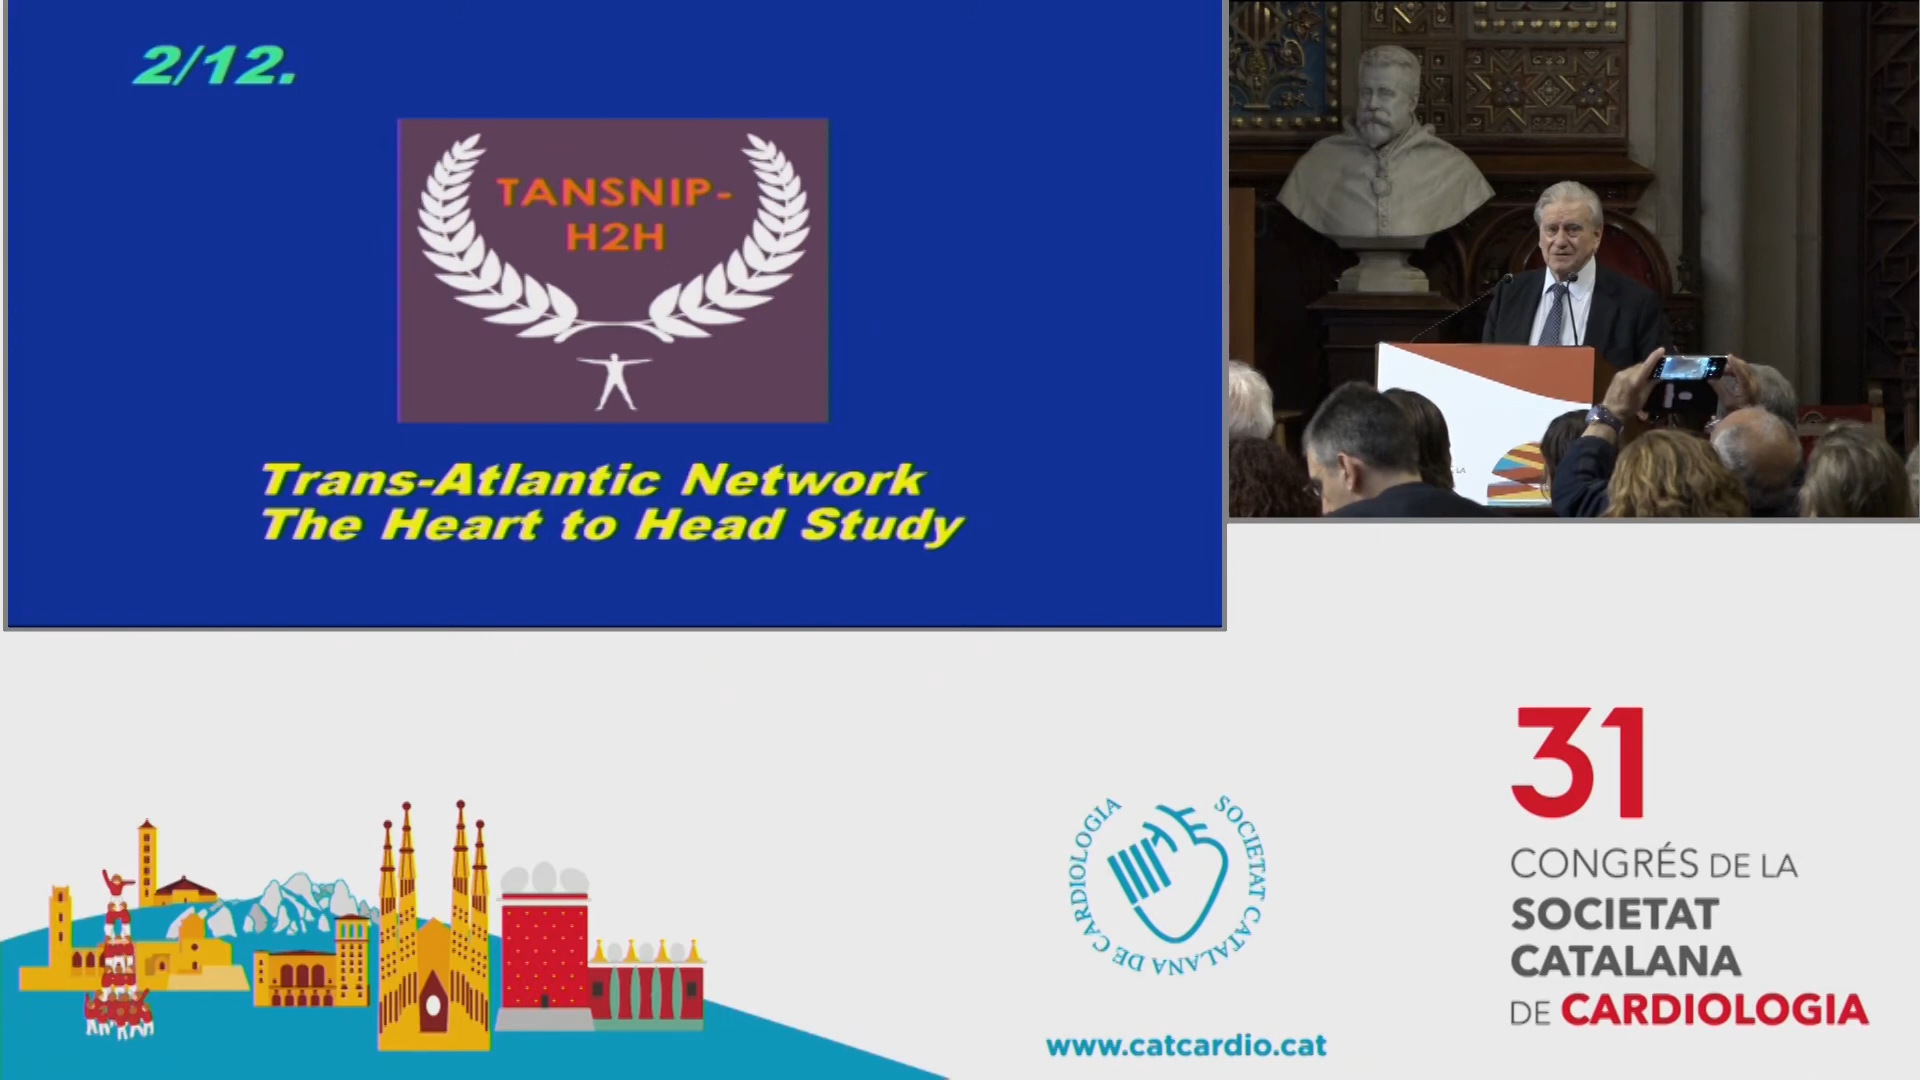 2/12.
TANSNIP-
H2H
Trans-Atlantic Network
The Heart to Head Study
LA
SOCIETAT CATALANA DE CARDIOLOGIA
www.catcardio.cat
31
CONGRÉS DE LA
SOCIETAT
CATALANA
DE CARDIOLOGIA